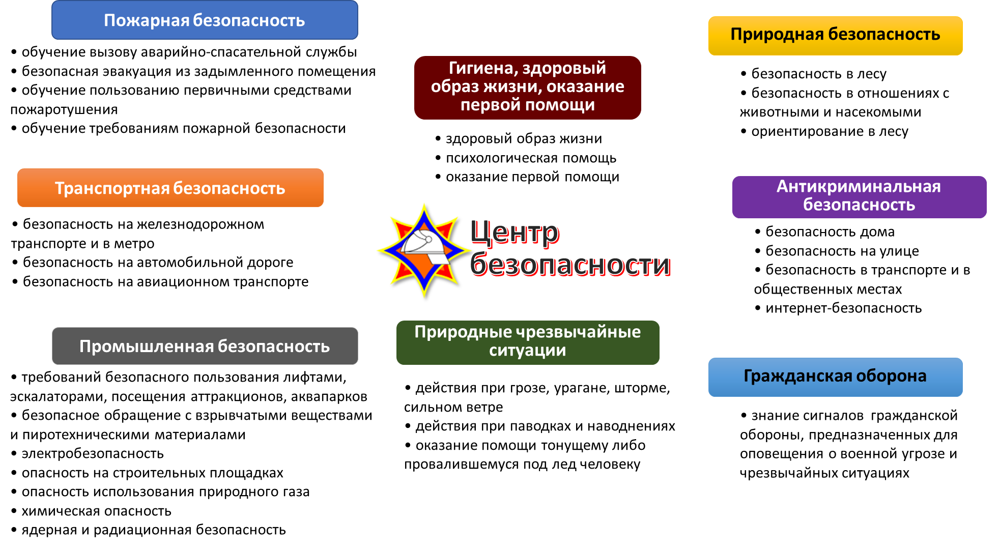 Пожарная безопасность
• обучение вызову аварийно-спасательной службы
• безопасная эвакуация из задымленного помещения
• обучение пользованию первичными средствами
пожаротушения
• обучение требованиям пожарной безопасности
Транспортная безопасность
• безопасность на железнодорожном
транспорте и в метро
• безопасность на автомобильной дороге
• безопасность на авиационном транспорте
Промышленная безопасность
• требований безопасного пользования лифтами,
эскалаторами, посещения аттракционов, аквапарков
• безопасное обращение с взрывчатыми веществами
и пиротехническими материалами
• электробезопасность
• опасность на строительных площадках
• опасность использования природного газа
• химическая опасность
• ядерная и радиационная безопасность
Гигиена, здоровый
образ жизни, оказание
первой помощи
• здоровый образ жизни
• психологическая помощь
• оказание первой помощи
Центр
безопасности
Природные чрезвычайные
ситуации
• действия при грозе, урагане, шторме,
сильном ветре
• действия при паводках и наводнениях
• оказание помощи тонущему либо
провалившемуся под лед человеку
Природная безопасность
• безопасность в лесу
• безопасность в отношениях с
животными и насекомыми
• ориентирование в лесу
Антикриминальная
безопасность
• безопасность дома
• безопасность на улице
• безопасность в транспорте и в
общественных местах
• интернет-безопасность
Гражданская оборона
• знание сигналов гражданской
обороны, предназначенных для
оповещения о военной угрозе и
чрезвычайных ситуациях